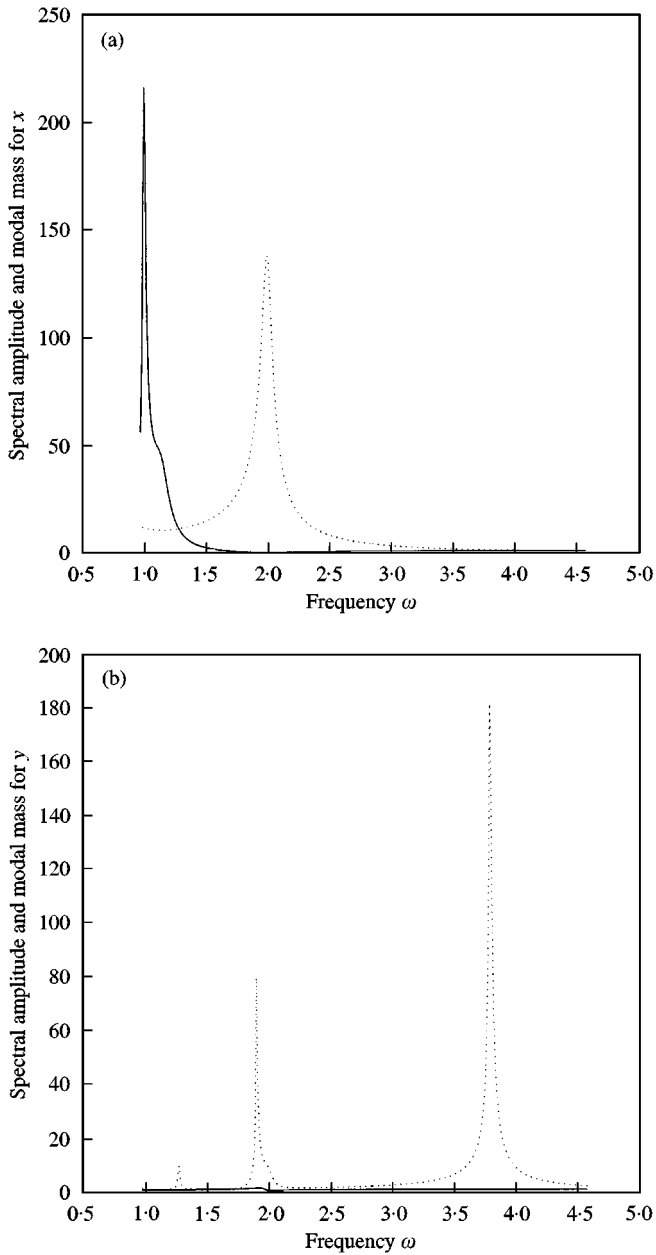 250
(a)
200
150
100
50
0
0·5 1·0 1·5 2·0 2·5 3·0 3·5 4·0 4·5 5·0
Spectral amplitude and modal mass for x
Frequency ω
200
(b)
180
160
140
120
100
80
60
40
20
0
0·5 1·0 1·5 2·0 2·5 3·0 3·5 4·0 4·5 5·0
Spectral amplitude and modal mass for y
Frequency ω